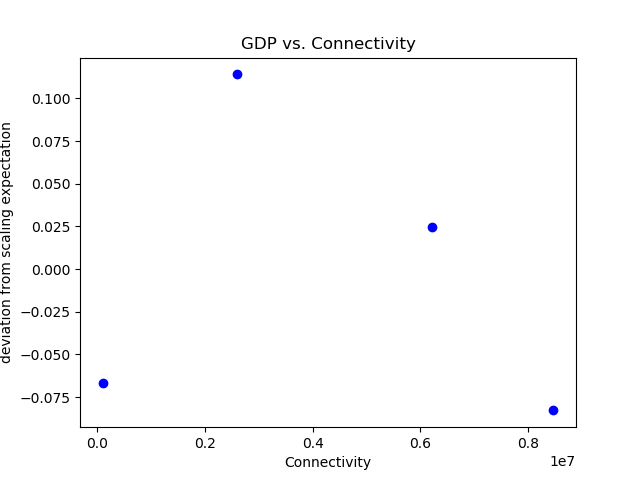 GDP vs. Connectivity
deviation from scaling expectation
0.100
0.075
0.050
0.025
0.000
−0.025
−0.050
−0.075
0.0 0.2 0.4 0.6 0.8
1e7
Connectivity